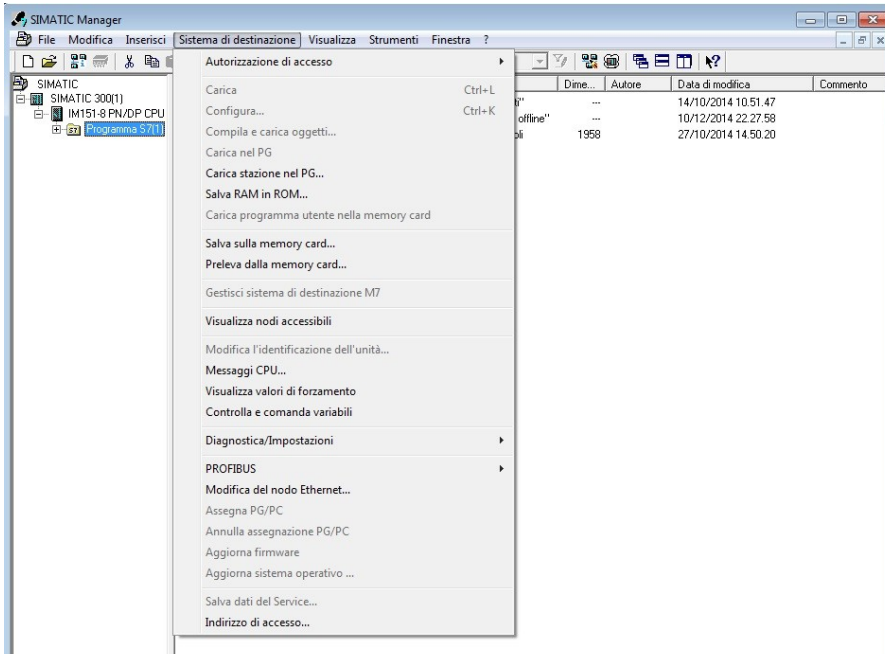 SIMATIC Manager
File Modifica Inserisci Sistema di destinazione Visualizza Strumenti Finestra ?
Dime... Autore Data di modifica Commento
SIMATIC
SIMATIC 300(1)
IM151-8 PN/DP CPU
Programma S7(1)
--- 14/10/2014 10.51.47
offline" --- 10/12/2014 22.27.58
oli 1958 27/10/2014 14.50.20
Autorizzazione di accesso
Carica Ctrl+L
Configura... Ctrl+K
Compila e carica oggetti...
Carica nel PG
Carica stazione nel PG...
Salva RAM in ROM...
Carica programma utente nella memory card
Salva sulla memory card...
Preleva dalla memory card...
Gestisci sistema di destinazione M7
Visualizza nodi accessibili
Modifica l'identificazione dell'unità...
Messaggi CPU...
Visualizza valori di forzamento
Controlla e comanda variabili
Diagnostica/Impostazioni
PROFIBUS
Modifica del nodo Ethernet...
Assegna PG/PC
Annulla assegnazione PG/PC
Aggiorna firmware
Aggiorna sistema operativo ...
Salva dati del Service...
Indirizzo di accesso...